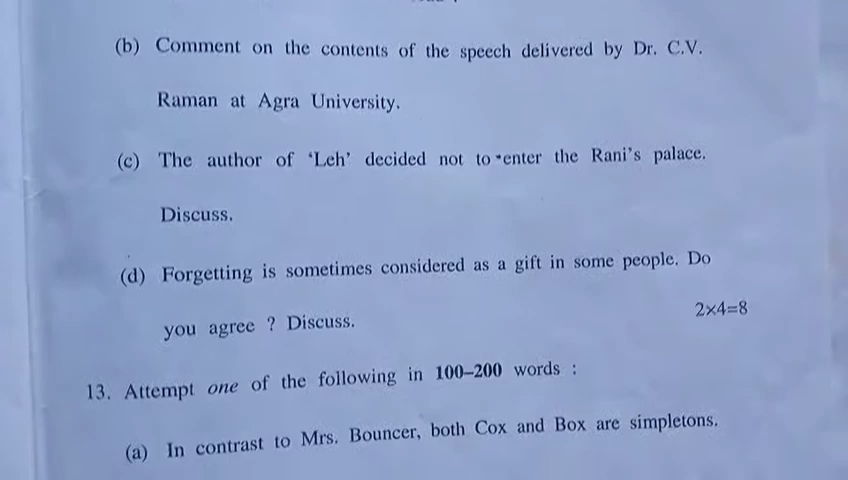 (b) Comment on the contents of the speech delivered by Dr. C.V.
Raman at Agra University.
(c) The author of 'Leh' decided not to enter the Rani's palace.
Discuss.
(d) Forgetting is sometimes considered as a gift in some people. Do
you agree ? Discuss.
2×4=8
13. Attempt one of the following in 100–200 words :
(a) In contrast to Mrs. Bouncer, both Cox and Box are simpletons.